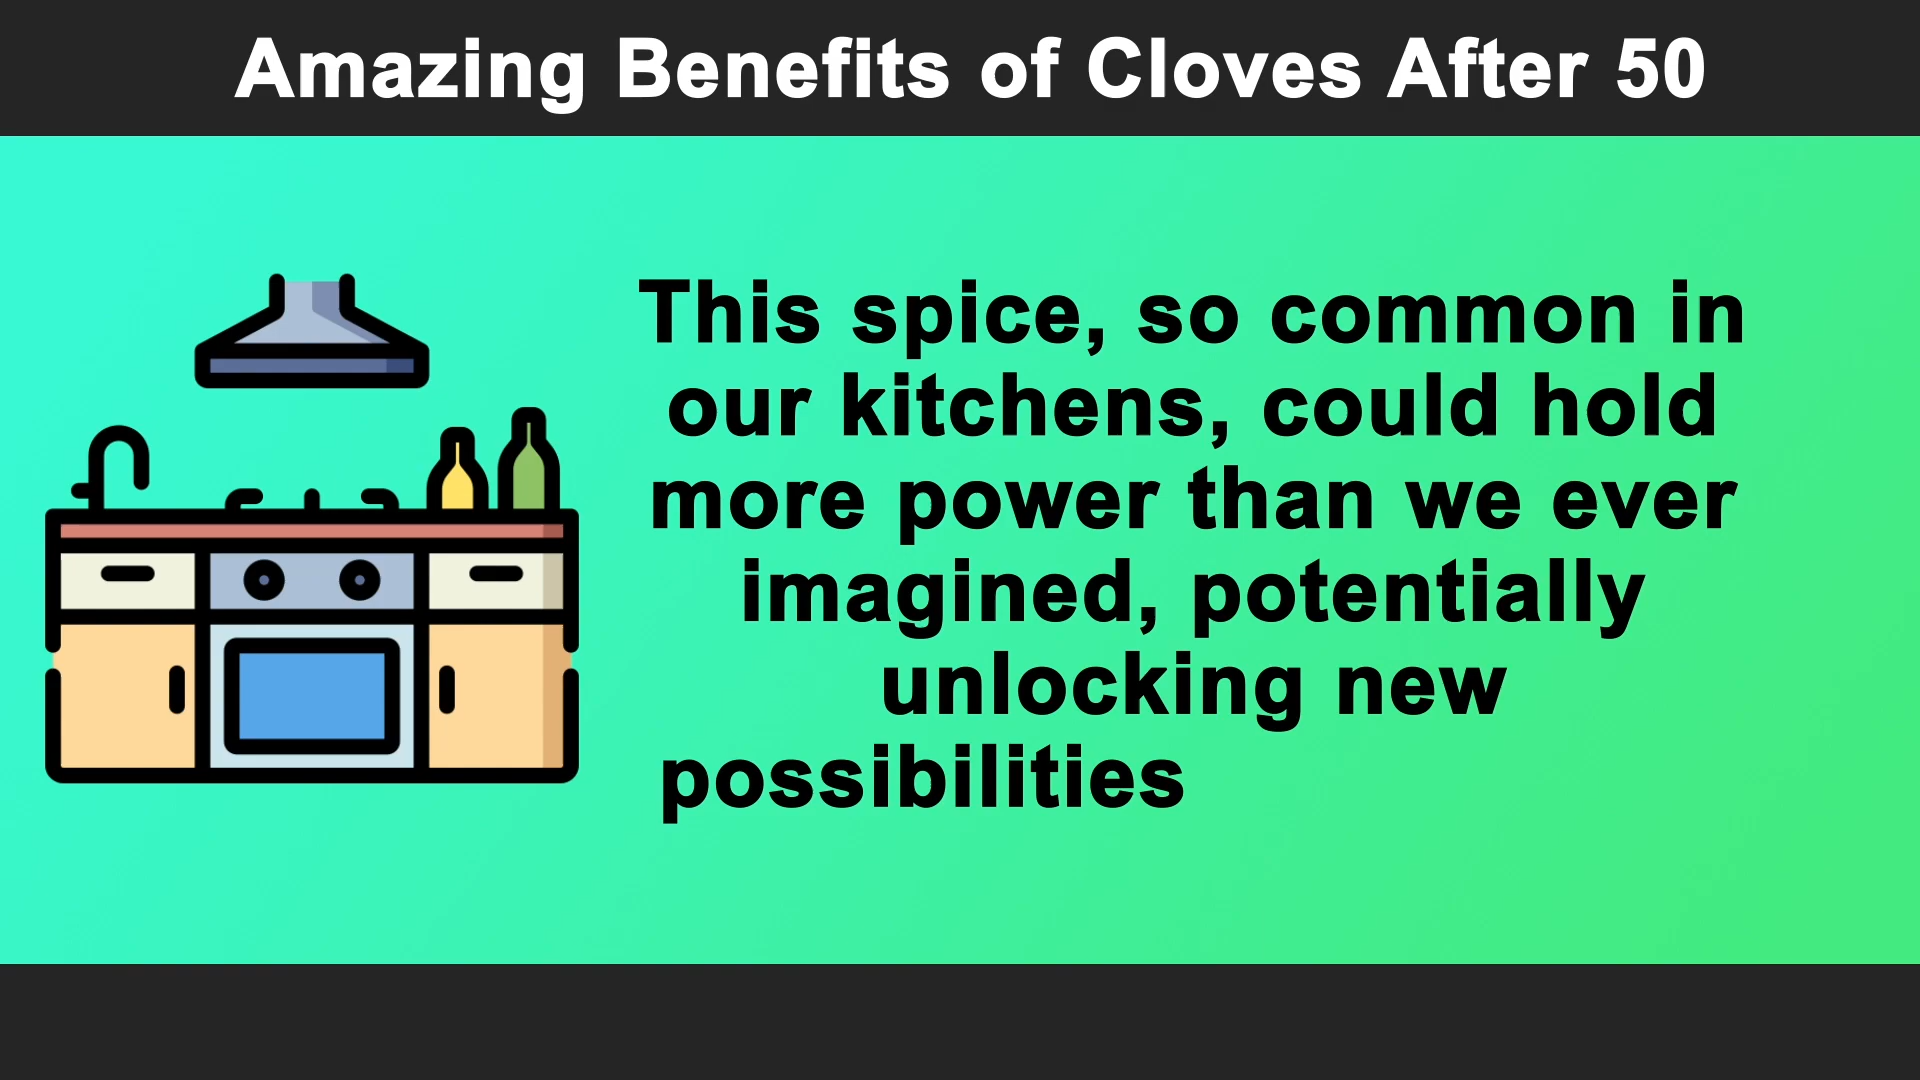 Amazing Benefits of Cloves After 50
This spice, so common in
our kitchens, could hold
more power than we ever
imagined, potentially
unlocking new
possibilities